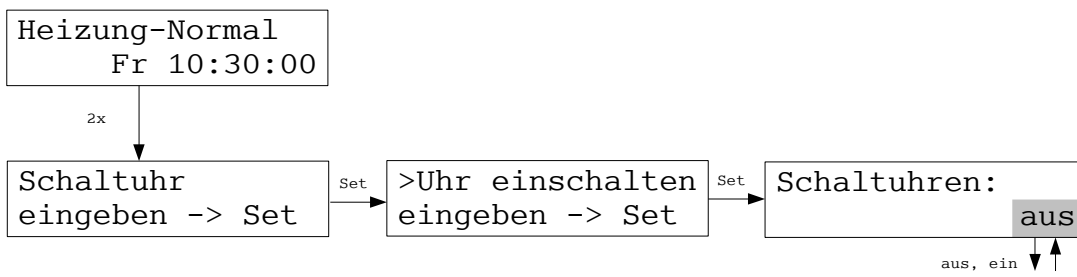 Heizung-Normal
Fr 10:30:00
2x
Schaltuhr
eingeben -> Set
Set
>Uhr einschalten
eingeben -> Set
Set
Schaltuhren:
aus
aus, ein